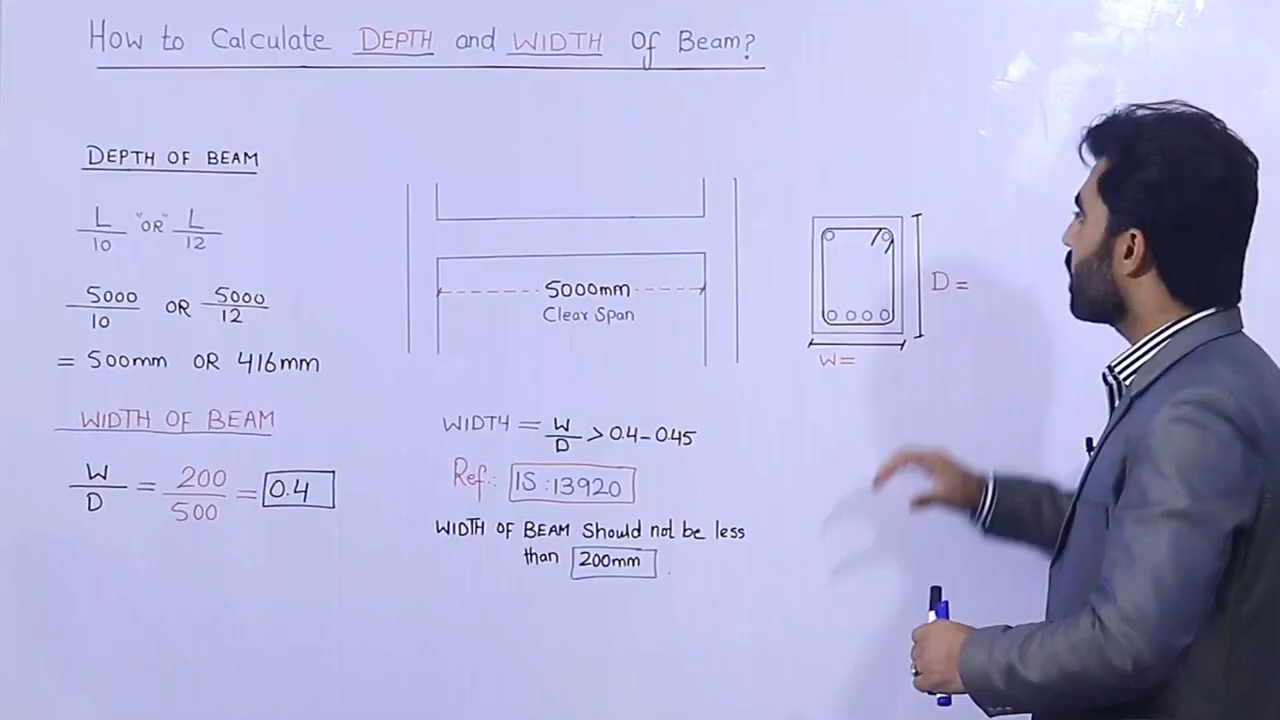 How to Calculate DEPTH and WIDTH Of Beam?
DEPTH OF BEAM
L/10 "OR" L/12
5000/10 OR 5000/12
= 500mm OR 416mm
WIDTH OF BEAM
W/D = 200/500 = 0.4
5000mm
Clear Span
WIDT4 = W/D > 0.4-0.45
Ref.: IS:13920
WIDTH OF BEAM Should not be less
than 200mm
D =
W=